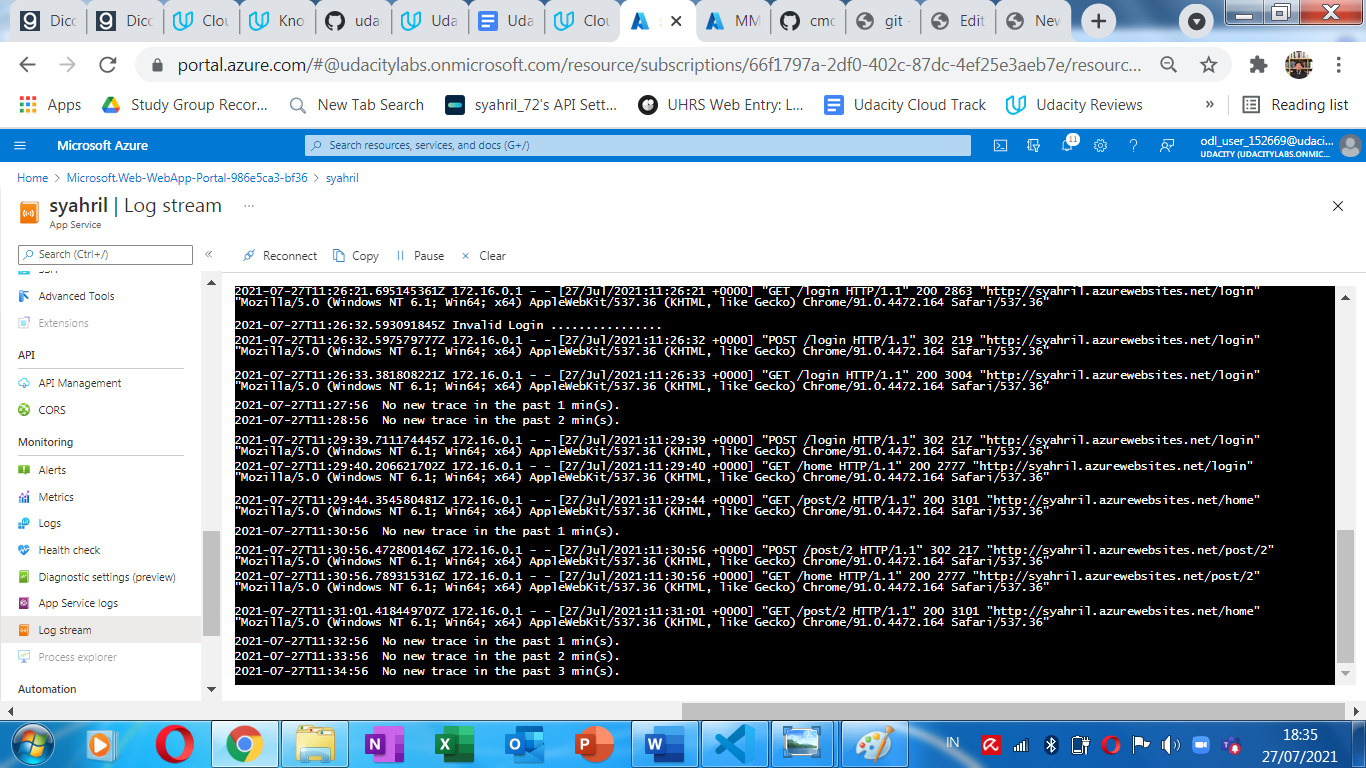 Dicc
Dicc
Clou
Kno
uda
Uda
Uda
Clou
MM
cmc
git -
Edit
New
portal.azure.com/#@udacitylabs.onmicrosoft.com/resource/subscriptions/66f1797a-2df0-402c-87dc-4ef25e3aeb7e/resourc...
Apps
Study Group Recor...
New Tab Search
syahril_72's API Sett...
UHRS Web Entry: L...
Udacity Cloud Track
Udacity Reviews
»
Reading list
Microsoft Azure
Search resources, services, and docs (G+/)
11
odl_user_152669@udaci...
UDACITY (UDACITYLABS.ONMIC...
Home > Microsoft.Web-WebApp-Portal-986e5ca3-bf36 > syahril
syahril | Log stream ...
App Service
Search (Ctrl+/)
«
Reconnect
Copy
Pause
Clear
Advanced Tools
Extensions
API
API Management
CORS
Monitoring
Alerts
Metrics
Logs
Health check
Diagnostic settings (preview)
App Service logs
Log stream
Process explorer
Automation
2021-07-27T11:26:21.695145361Z 172.16.0.1 - - [27/Jul/2021:11:26:21 +0000] "GET /login HTTP/1.1" 200 2863 "http://syahril.azurewebsites.net/login"
"Mozilla/5.0 (Windows NT 6.1; Win64; x64) AppleWebKit/537.36 (KHTML, like Gecko) Chrome/91.0.4472.164 Safari/537.36"
2021-07-27T11:26:32.593091845Z Invalid Login ................
2021-07-27T11:26:32.597579777Z 172.16.0.1 - - [27/Jul/2021:11:26:32 +0000] "POST /login HTTP/1.1" 302 219 "http://syahril.azurewebsites.net/login"
"Mozilla/5.0 (Windows NT 6.1; Win64; x64) AppleWebKit/537.36 (KHTML, like Gecko) Chrome/91.0.4472.164 Safari/537.36"
2021-07-27T11:26:33.381808221Z 172.16.0.1 - - [27/Jul/2021:11:26:33 +0000] "GET /login HTTP/1.1" 200 3004 "http://syahril.azurewebsites.net/login"
"Mozilla/5.0 (Windows NT 6.1; Win64; x64) AppleWebKit/537.36 (KHTML, like Gecko) Chrome/91.0.4472.164 Safari/537.36"
2021-07-27T11:27:56  No new trace in the past 1 min(s).
2021-07-27T11:28:56  No new trace in the past 2 min(s).
2021-07-27T11:29:39.711174445Z 172.16.0.1 - - [27/Jul/2021:11:29:39 +0000] "POST /login HTTP/1.1" 302 217 "http://syahril.azurewebsites.net/login"
"Mozilla/5.0 (Windows NT 6.1; Win64; x64) AppleWebKit/537.36 (KHTML, like Gecko) Chrome/91.0.4472.164 Safari/537.36"
2021-07-27T11:29:40.206621702Z 172.16.0.1 - - [27/Jul/2021:11:29:40 +0000] "GET /home HTTP/1.1" 200 2777 "http://syahril.azurewebsites.net/login"
"Mozilla/5.0 (Windows NT 6.1; Win64; x64) AppleWebKit/537.36 (KHTML, like Gecko) Chrome/91.0.4472.164 Safari/537.36"
2021-07-27T11:29:44.354580481Z 172.16.0.1 - - [27/Jul/2021:11:29:44 +0000] "GET /post/2 HTTP/1.1" 200 3101 "http://syahril.azurewebsites.net/home"
"Mozilla/5.0 (Windows NT 6.1; Win64; x64) AppleWebKit/537.36 (KHTML, like Gecko) Chrome/91.0.4472.164 Safari/537.36"
2021-07-27T11:30:56  No new trace in the past 1 min(s).
2021-07-27T11:30:56.472800146Z 172.16.0.1 - - [27/Jul/2021:11:30:56 +0000] "POST /post/2 HTTP/1.1" 302 217 "http://syahril.azurewebsites.net/post/2"
"Mozilla/5.0 (Windows NT 6.1; Win64; x64) AppleWebKit/537.36 (KHTML, like Gecko) Chrome/91.0.4472.164 Safari/537.36"
2021-07-27T11:30:56.789315316Z 172.16.0.1 - - [27/Jul/2021:11:30:56 +0000] "GET /home HTTP/1.1" 200 2777 "http://syahril.azurewebsites.net/post/2"
"Mozilla/5.0 (Windows NT 6.1; Win64; x64) AppleWebKit/537.36 (KHTML, like Gecko) Chrome/91.0.4472.164 Safari/537.36"
2021-07-27T11:31:01.418449707Z 172.16.0.1 - - [27/Jul/2021:11:31:01 +0000] "GET /post/2 HTTP/1.1" 200 3101 "http://syahril.azurewebsites.net/home"
"Mozilla/5.0 (Windows NT 6.1; Win64; x64) AppleWebKit/537.36 (KHTML, like Gecko) Chrome/91.0.4472.164 Safari/537.36"
2021-07-27T11:32:56  No new trace in the past 1 min(s).
2021-07-27T11:33:56  No new trace in the past 2 min(s).
2021-07-27T11:34:56  No new trace in the past 3 min(s).
IN
18:35
27/07/2021